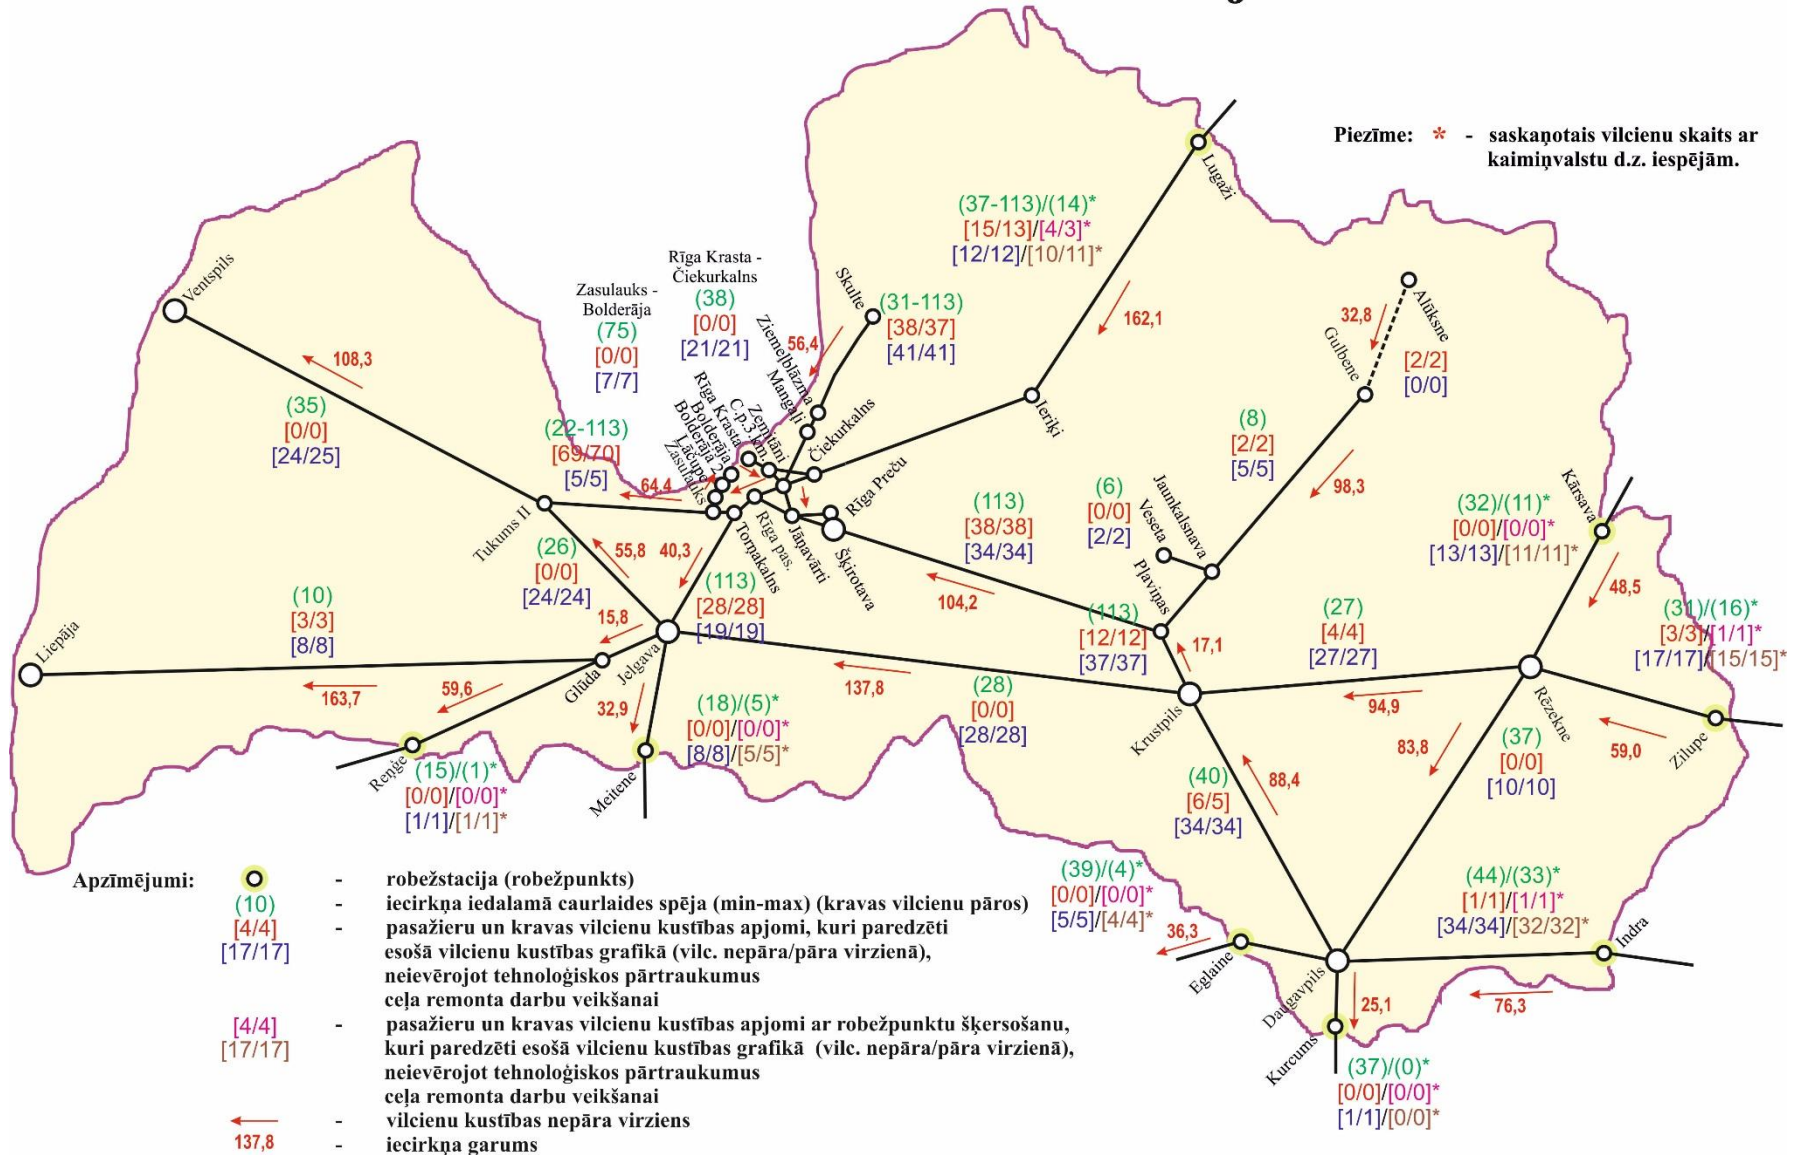 Piezīme: * - saskaņotais vilcienu skaits ar
kaimiņvalstu d.z. iespējām.
Lugaži
(37-113)/(14)*
[15/13]/[4/3]*
[12/12]/[10/11]*
162,1
Ventspils
108,3
(35)
[0/0]
[24/25]
Zasulauks -
Bolderāja
(75)
[0/0]
[7/7]
Rīga Krasta -
Čiekurkalns
(38)
[0/0]
[21/21]
Skulte
(31-113)
[38/37]
[41/41]
56,4
Ziemeļblāzma
Mangaļi
Zemitāni
C.p.3.km.
Rīga Krasta
Bolderāja
Bolderāja 2
Lāčupe
Zasulauks
Čiekurkalns
Rīga Preču
Ieriķi
Alūksne
32,8
Gulbene
[2/2]
[0/0]
(8)
[2/2]
[5/5]
98,3
(22-113)
[69/70]
[5/5]
64,4
Tukums II
Rīga pas.
Torņakalns
Jāņavārti
Šķirotava
(113)
[38/38]
[34/34]
104,2
(6)
[0/0]
[2/2]
Jaunkalsnava
Veseta
Pļaviņas
Kārsava
(32)/(11)*
[0/0]/[0/0]*
[13/13]/[11/11]*
48,5
(26)
[0/0]
[24/24]
55,8
40,3
(113)
[28/28]
[19/19]
(10)
[3/3]
[8/8]
15,8
Liepāja
163,7
Glūda
Jelgava
59,6
32,9
137,8
(113)
[12/12]
[37/37]
17,1
(27)
[4/4]
[27/27]
94,9
(31)/(16)*
[3/3]/[1/1]*
[17/17]/[15/15]*
Rēzekne
59,0
Zilupe
Krustpils
(28)
[0/0]
[28/28]
(18)/(5)*
[0/0]/[0/0]*
[8/8]/[5/5]*
Meitene
Reņģe
(15)/(1)*
[0/0]/[0/0]*
[1/1]/[1/1]*
83,8
(37)
[0/0]
[10/10]
(40)
[6/5]
[34/34]
88,4
(39)/(4)*
[0/0]/[0/0]*
[5/5]/[4/4]*
36,3
Eglaine
(44)/(33)*
[1/1]/[1/1]*
[34/34]/[32/32]*
Indra
76,3
Daugavpils
25,1
Kurcums
(37)/(0)*
[0/0]/[0/0]*
[1/1]/[0/0]*
Apzīmējumi: - robežstacija (robežpunkts)
(10) - iecirkņa iedalamā caurlaides spēja (min-max) (kravas vilcienu pāros)
[4/4] - pasažieru un kravas vilcienu kustības apjomi, kuri paredzēti
[17/17] esošā vilcienu kustības grafikā (vilc. nepāra/pāra virzienā),
neievērojot tehnoloģiskos pārtraukumus
ceļa remonta darbu veikšanai
[4/4] - pasažieru un kravas vilcienu kustības apjomi ar robežpunktu šķersošanu,
[17/17] kuri paredzēti esošā vilcienu kustības grafikā (vilc. nepāra/pāra virzienā),
neievērojot tehnoloģiskos pārtraukumus
ceļa remonta darbu veikšanai
- vilcienu kustības nepāra virziens
137,8 - iecirkņa garums